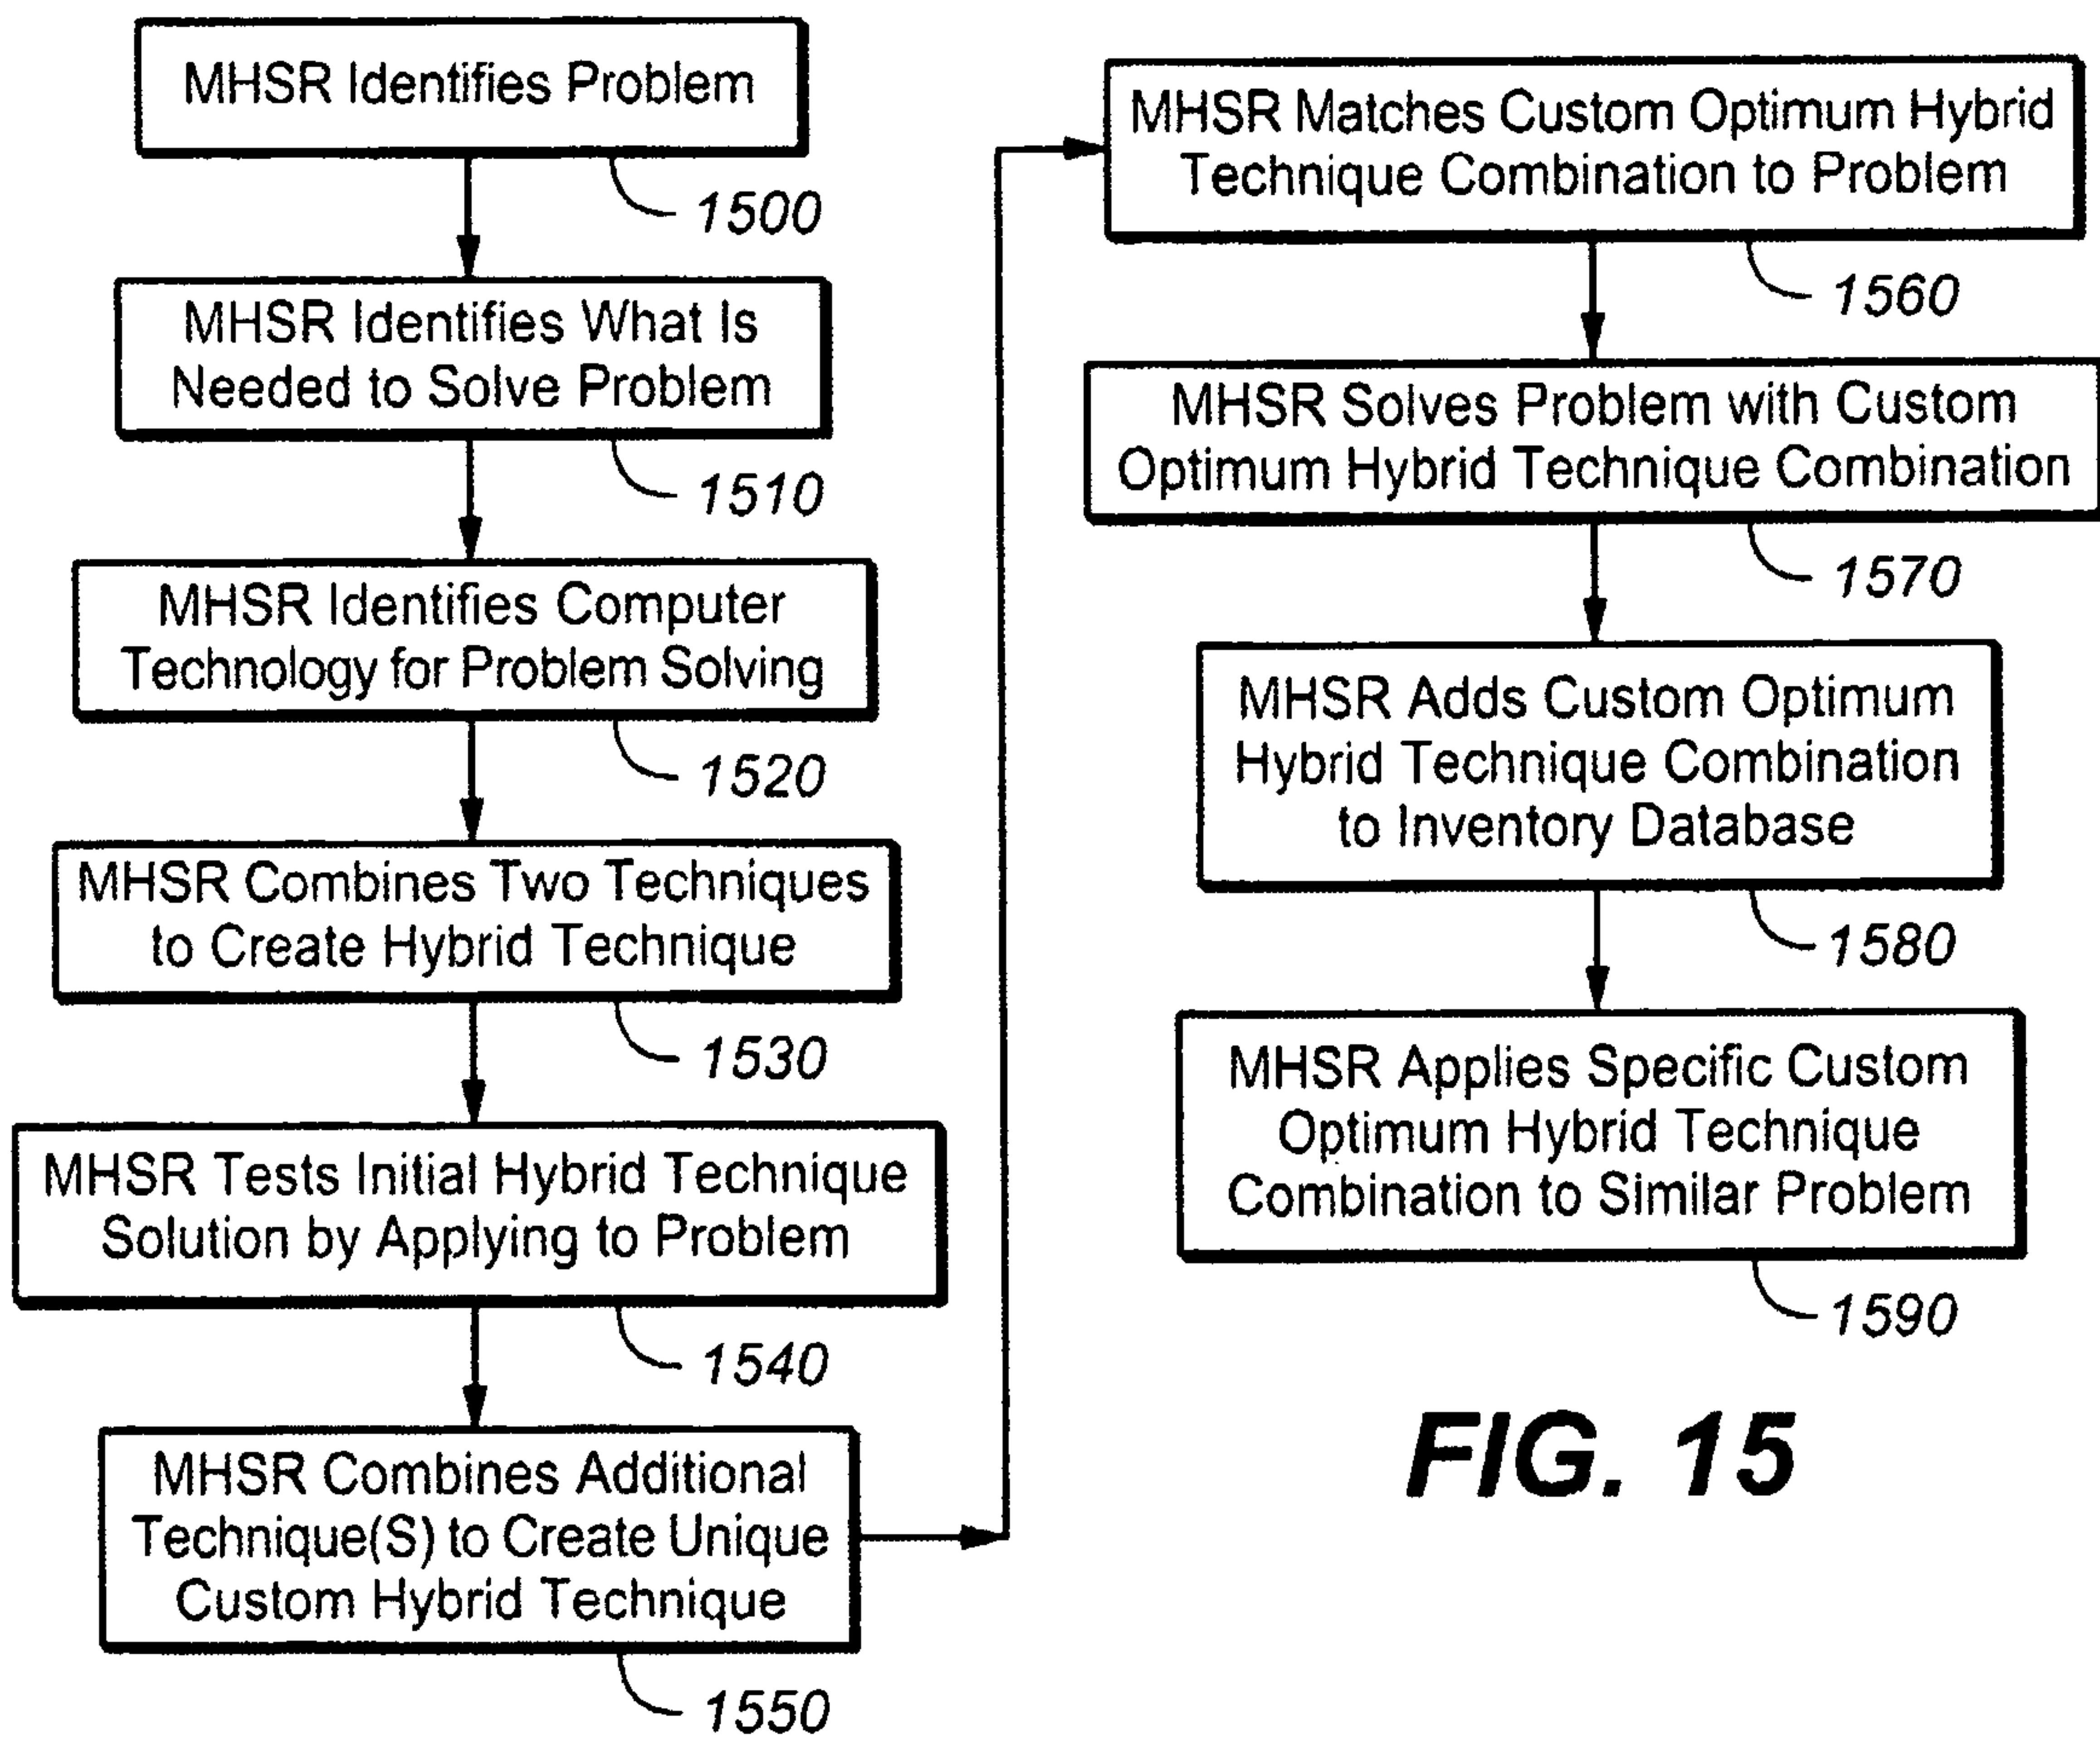 MHSR Identifies Problem
1500
MHSR Identifies What Is
Needed to Solve Problem
1510
MHSR Identifies Computer
Technology for Problem Solving
1520
MHSR Combines Two Techniques
to Create Hybrid Technique
1530
MHSR Tests Initial Hybrid Technique
Solution by Applying to Problem
1540
MHSR Combines Additional
Technique(S) to Create Unique
Custom Hybrid Technique
1550
MHSR Matches Custom Optimum Hybrid
Technique Combination to Problem
1560
MHSR Solves Problem with Custom
Optimum Hybrid Technique Combination
1570
MHSR Adds Custom Optimum
Hybrid Technique Combination
to Inventory Database
1580
MHSR Applies Specific Custom
Optimum Hybrid Technique
Combination to Similar Problem
1590
FIG. 15